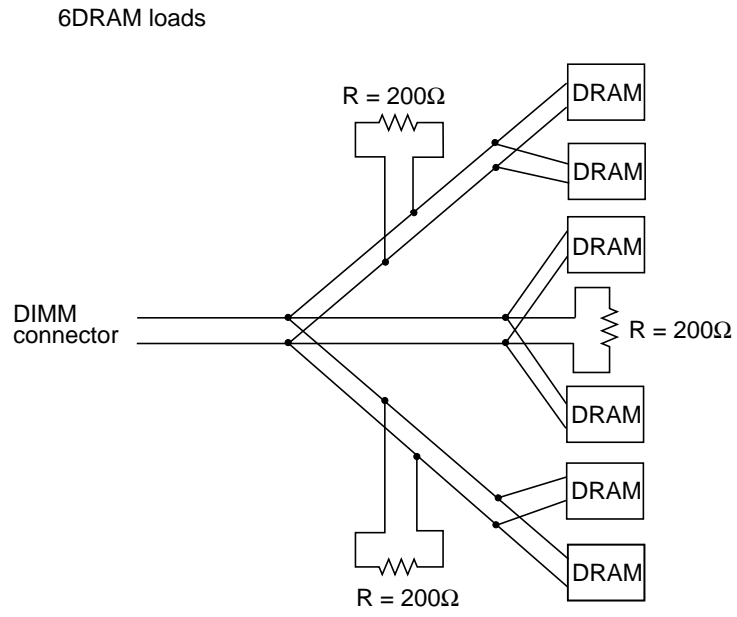 6DRAM loads
R = 200Ω
DRAM
DRAM
DRAM
DIMM
connector
R = 200Ω
DRAM
DRAM
DRAM
R = 200Ω